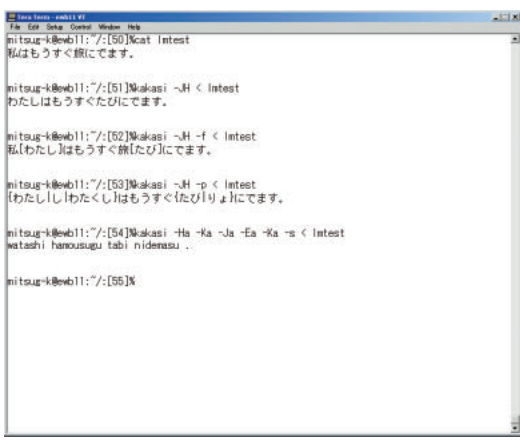 Tera Term - ewb11 VT
File Edit Setup Control Window Help
mitsug-k@ewb11:~/:[50]%cat lmtest
私はもうすぐ旅にでます。
mitsug-k@ewb11:~/:[51]%kakasi -JH < lmtest
わたしはもうすぐたびにでます。
mitsug-k@ewb11:~/:[52]%kakasi -JH -f < lmtest
私[わたし]はもうすぐ旅[たび]にでます。
mitsug-k@ewb11:~/:[53]%kakasi -JH -p < lmtest
{わたし|し|わたくし}はもうすぐ{たび|りょ}にでます。
mitsug-k@ewb11:~/:[54]%kakasi -Ha -Ka -Ja -Ea -Ka -s < lmtest
watashi hamousugu tabi nidemasu .
mitsug-k@ewb11:~/:[55]%